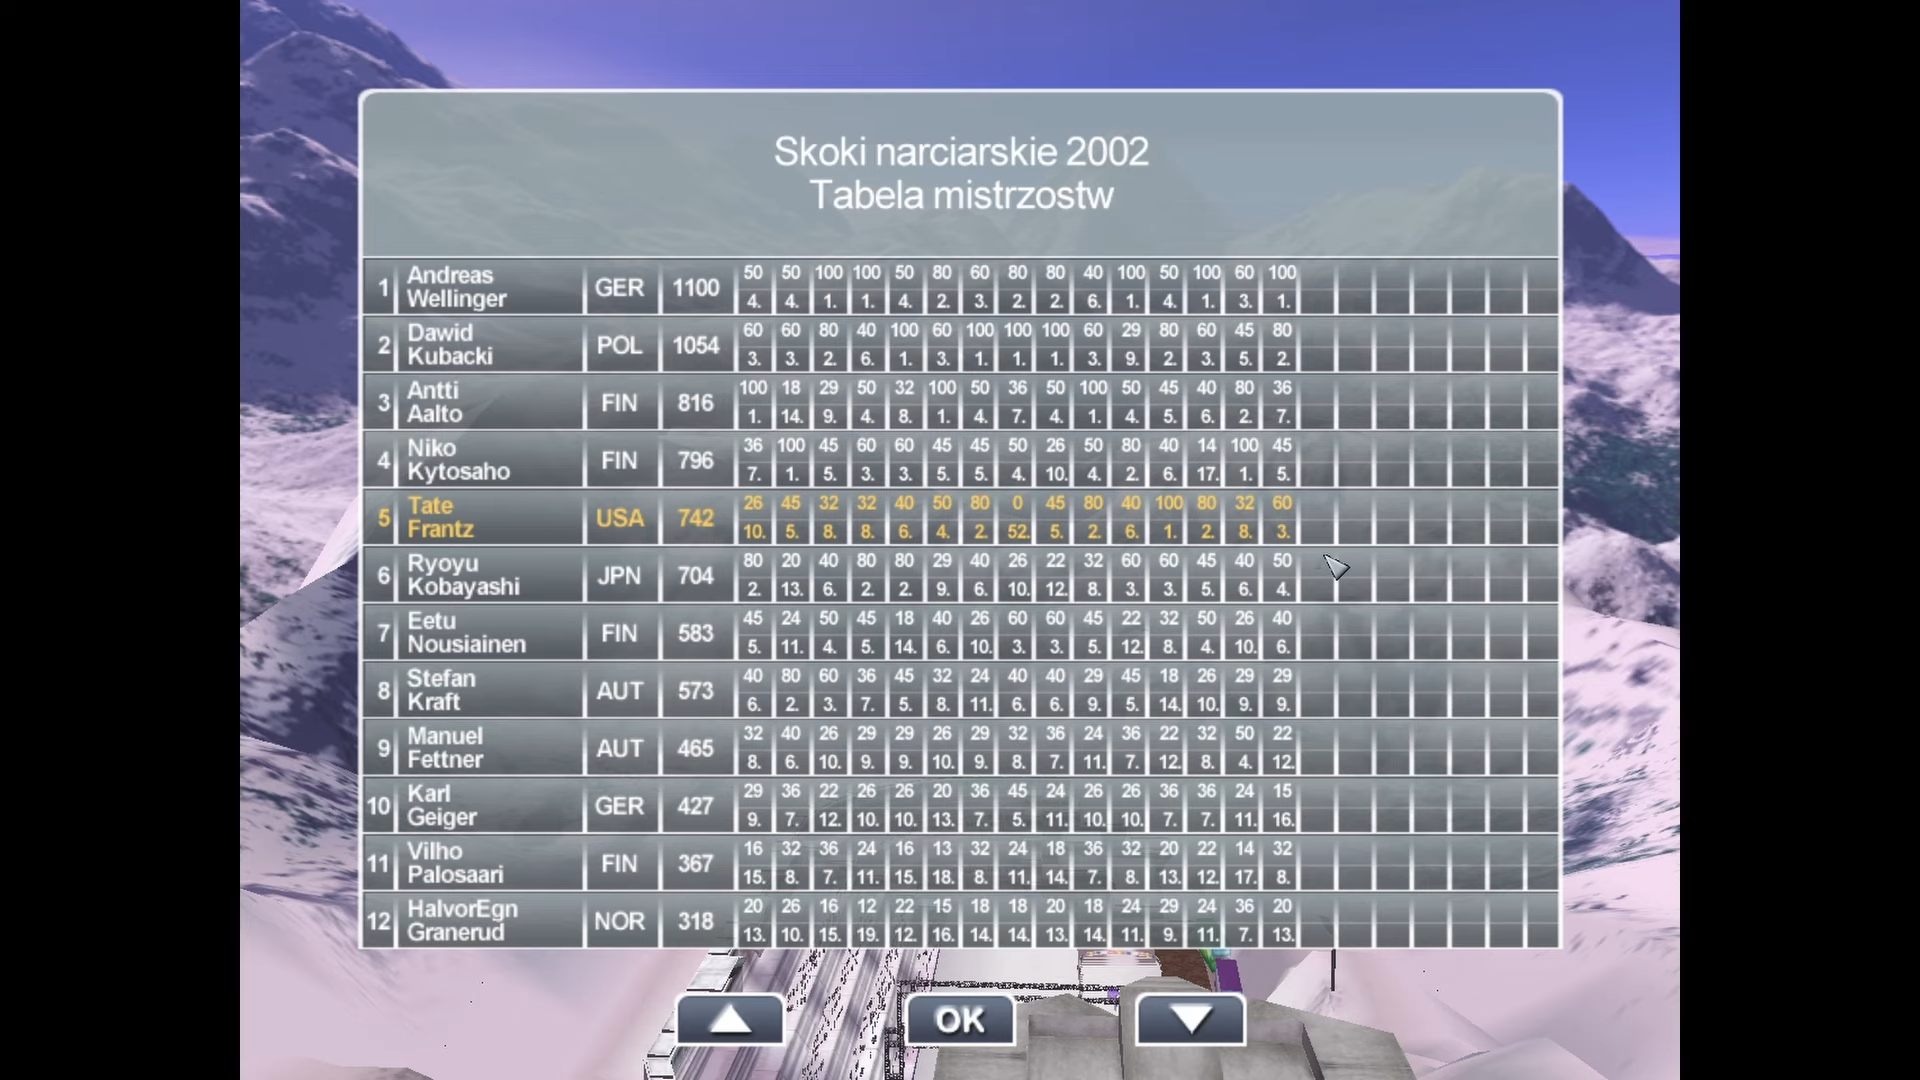 Skoki narciarskie 2002
Tabela mistrzostw
1 Andreas Wellinger GER 1100 50 50 100 100 50 80 60 80 80 40 100 50 100 60 100
4. 4. 1. 1. 4. 2. 3. 2. 2. 6. 1. 4. 1. 3. 1.
2 Dawid Kubacki POL 1054 60 60 80 40 100 60 100 100 100 60 29 80 60 45 80
3. 3. 2. 6. 1. 3. 1. 1. 1. 3. 9. 2. 3. 5. 2.
3 Antti Aalto FIN 816 100 18 29 50 32 100 50 36 50 100 50 45 40 80 36
1. 14. 9. 4. 8. 1. 4. 7. 4. 1. 4. 5. 6. 2. 7.
4 Niko Kytosaho FIN 796 36 100 45 60 60 45 45 50 26 50 80 40 14 100 45
7. 1. 5. 3. 3. 5. 5. 4. 10. 4. 2. 6. 17. 1. 5.
5 Tate Frantz USA 742 26 45 32 32 40 50 80 0 45 80 40 100 80 32 60
10. 5. 8. 8. 6. 4. 2. 52. 5. 2. 6. 1. 2. 8. 3.
6 Ryoyu Kobayashi JPN 704 80 20 40 80 80 29 40 26 22 32 60 60 45 40 50
2. 13. 6. 2. 2. 9. 6. 10. 12. 8. 3. 3. 5. 6. 4.
7 Eetu Nousiainen FIN 583 45 24 50 45 18 40 26 60 60 45 22 32 50 26 40
5. 11. 4. 5. 14. 6. 10. 3. 3. 5. 12. 8. 4. 10. 6.
8 Stefan Kraft AUT 573 40 80 60 36 45 32 24 40 40 29 45 18 26 29 29
6. 2. 3. 7. 5. 8. 11. 6. 6. 9. 5. 14. 10. 9. 9.
9 Manuel Fettner AUT 465 32 40 26 29 29 26 29 32 36 24 36 22 32 50 22
8. 6. 10. 9. 9. 10. 9. 8. 7. 11. 7. 12. 8. 4. 12.
10 Karl Geiger GER 427 29 36 22 26 26 20 36 45 24 26 26 36 36 24 15
9. 7. 12. 10. 10. 13. 7. 5. 11. 10. 10. 7. 7. 11. 16.
11 Vilho Palosaari FIN 367 16 32 36 24 16 13 32 24 18 36 32 20 22 14 32
15. 8. 7. 11. 15. 18. 8. 11. 14. 7. 8. 13. 12. 17. 8.
12 HalvorEgn Granerud NOR 318 20 26 16 12 22 15 18 18 20 18 24 29 24 36 20
13. 10. 15. 19. 12. 16. 14. 14. 13. 14. 11. 9. 11. 7. 13.
OK